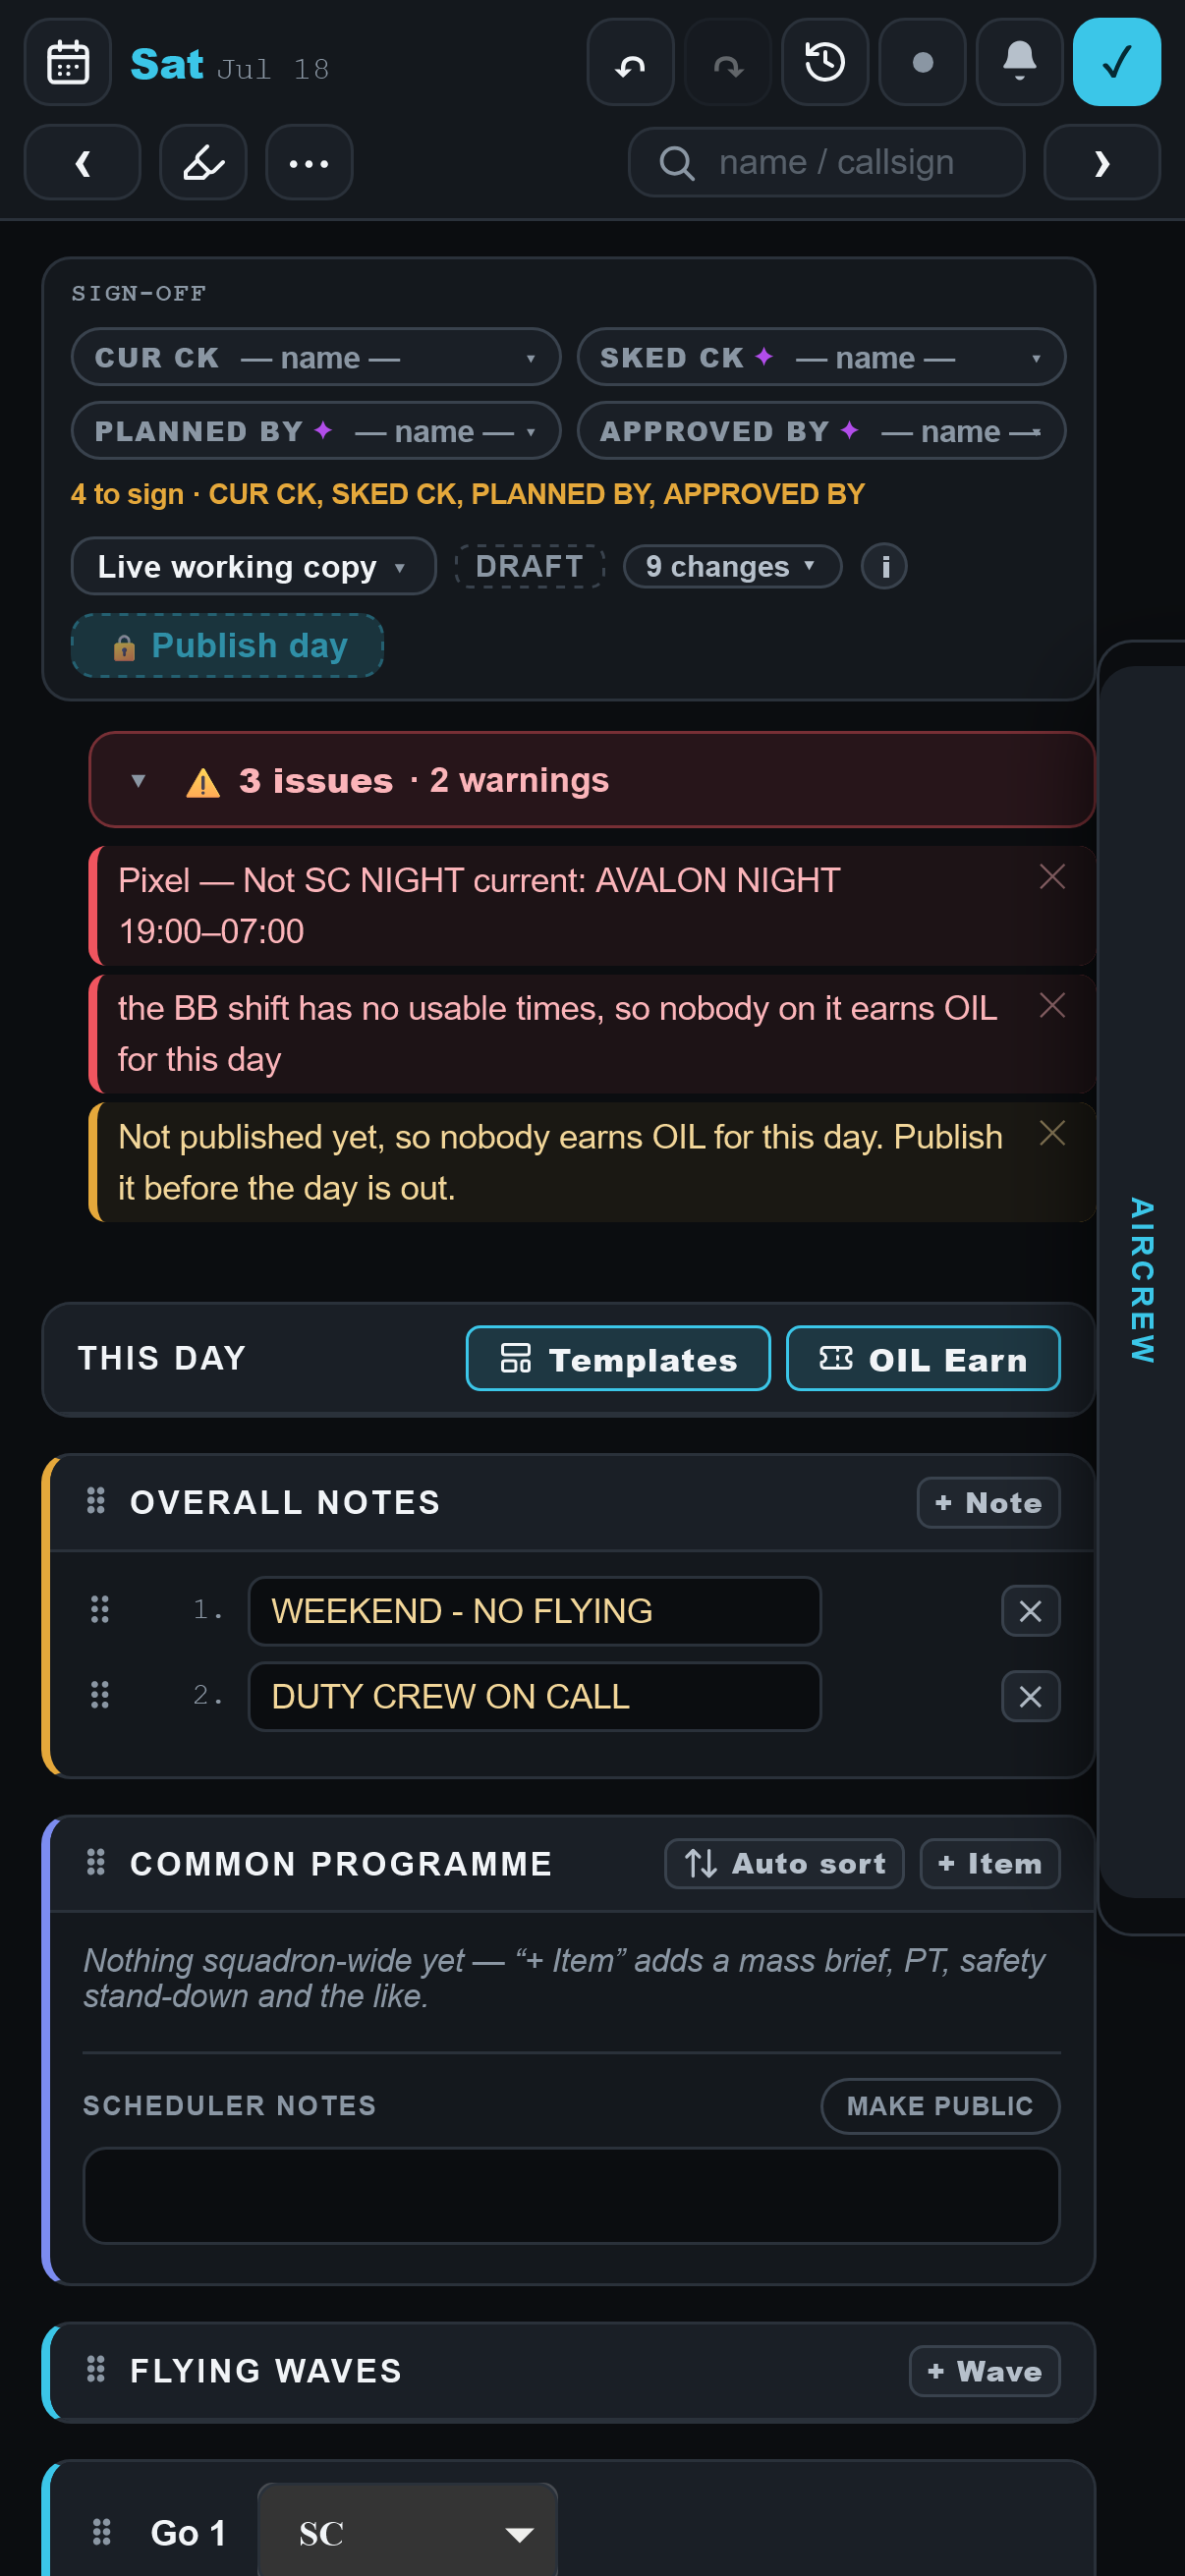 Sat Jul 18
name / callsign
SIGN-OFF
CUR CK — name —
SKED CK ✦ — name —
PLANNED BY ✦ — name —
APPROVED BY ✦ — name —
4 to sign · CUR CK, SKED CK, PLANNED BY, APPROVED BY
Live working copy
DRAFT
9 changes
i
Publish day
3 issues · 2 warnings
Pixel — Not SC NIGHT current: AVALON NIGHT
19:00–07:00
the BB shift has no usable times, so nobody on it earns OIL
for this day
Not published yet, so nobody earns OIL for this day. Publish
it before the day is out.
AIRCREW
THIS DAY
Templates
OIL Earn
OVERALL NOTES
+ Note
1. WEEKEND - NO FLYING
2. DUTY CREW ON CALL
COMMON PROGRAMME
Auto sort
+ Item
Nothing squadron-wide yet — “+ Item” adds a mass brief, PT, safety
stand-down and the like.
SCHEDULER NOTES
MAKE PUBLIC
FLYING WAVES
+ Wave
Go 1
SC